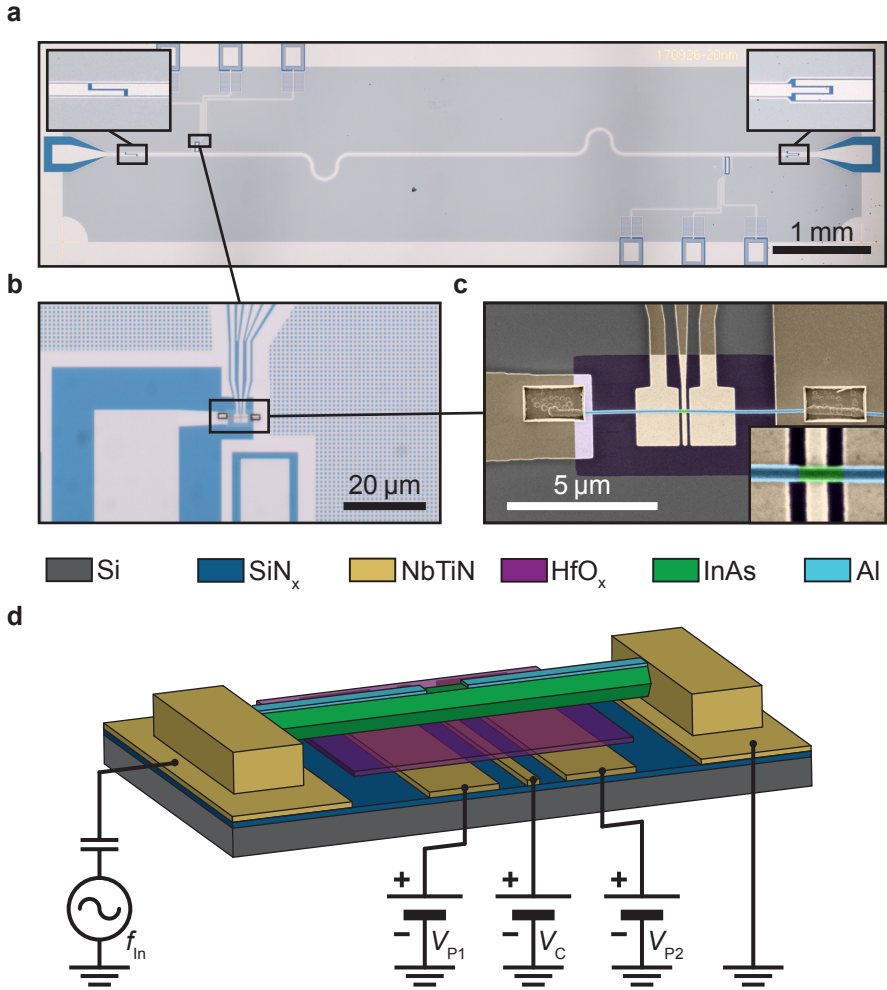 a
170926-20nm
1 mm
b
c
20 µm
5 µm
Si
SiNx
NbTiN
HfOx
InAs
Al
d
+
+
+
−
−
−
fIn
VP1
VC
VP2